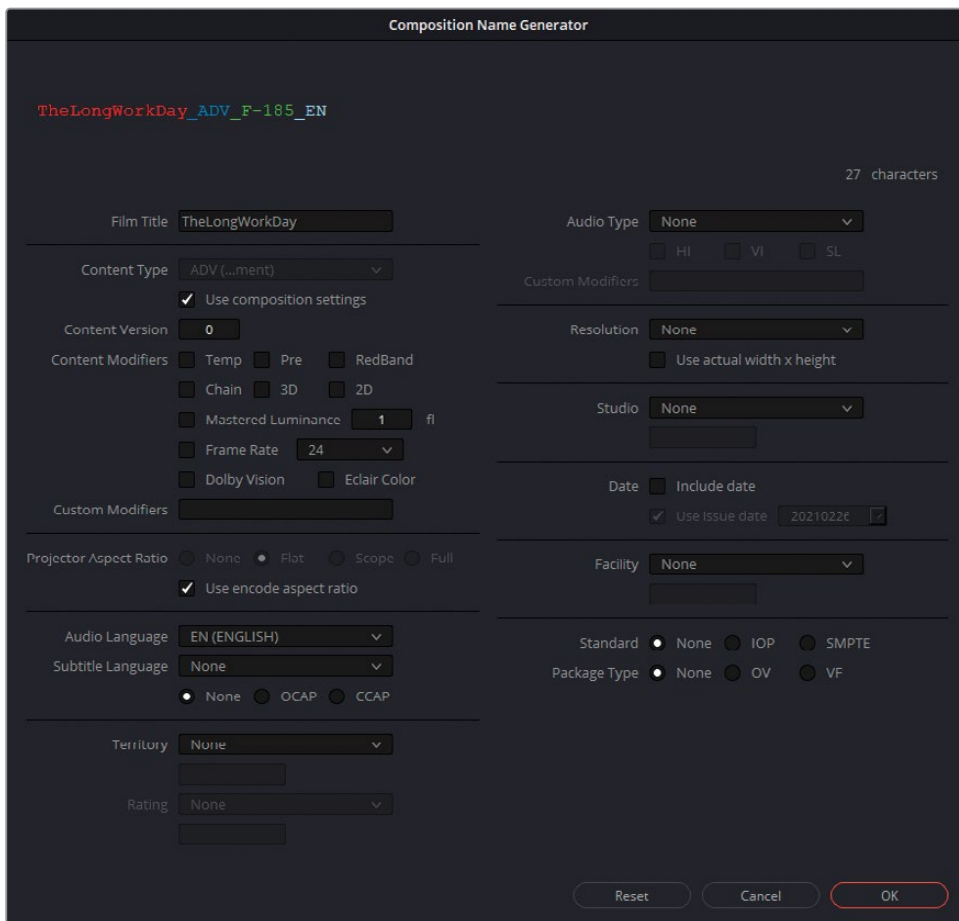 Composition Name Generator
TheLongWorkDay_ADV_F-185_EN
27 characters
Film Title TheLongWorkDay
Content Type ADV (...ment)
Use composition settings
Content Version 0
Content Modifiers Temp Pre RedBand
Chain 3D 2D
Mastered Luminance 1 fl
Frame Rate 24
Dolby Vision Eclair Color
Custom Modifiers
Projector Aspect Ratio None Flat Scope Full
Use encode aspect ratio
Audio Language EN (ENGLISH)
Subtitle Language None
None OCAP CCAP
Territory None
Rating None
Audio Type None
HI VI SL
Custom Modifiers
Resolution None
Use actual width x height
Studio None
Date Include date
Use Issue date 2021022
Facility None
Standard None IOP SMPTE
Package Type None OV VF
Reset Cancel OK